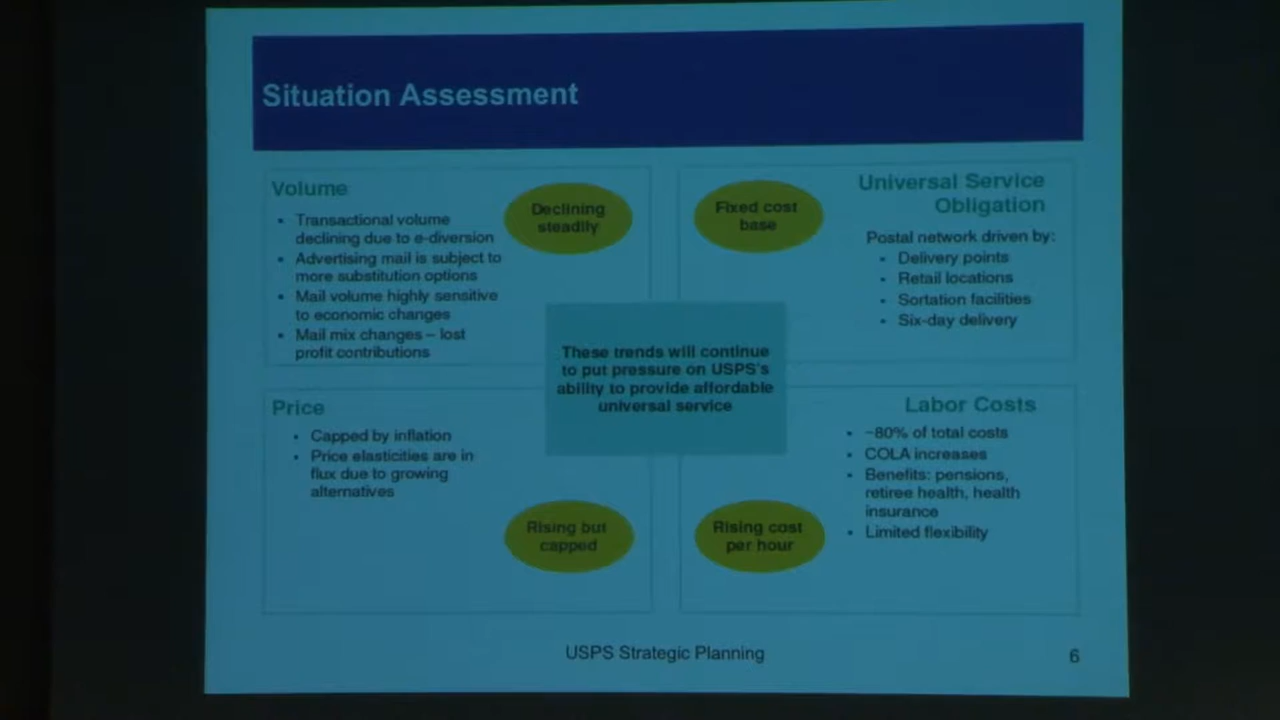 Situation Assessment
Volume
• Transactional volume
declining due to e-diversion
• Advertising mail is subject to
more substitution options
• Mail volume highly sensitive
to economic changes
• Mail mix changes – lost
profit contributions
Declining
steadily
Fixed cost
base
Universal Service
Obligation
Postal network driven by:
• Delivery points
• Retail locations
• Sortation facilities
• Six-day delivery
These trends will continue
to put pressure on USPS's
ability to provide affordable
universal service
Price
• Capped by inflation
• Price elasticities are in
flux due to growing
alternatives
Rising but
capped
Rising cost
per hour
Labor Costs
• ~80% of total costs
• COLA increases
• Benefits: pensions,
retiree health, health
insurance
• Limited flexibility
USPS Strategic Planning
6